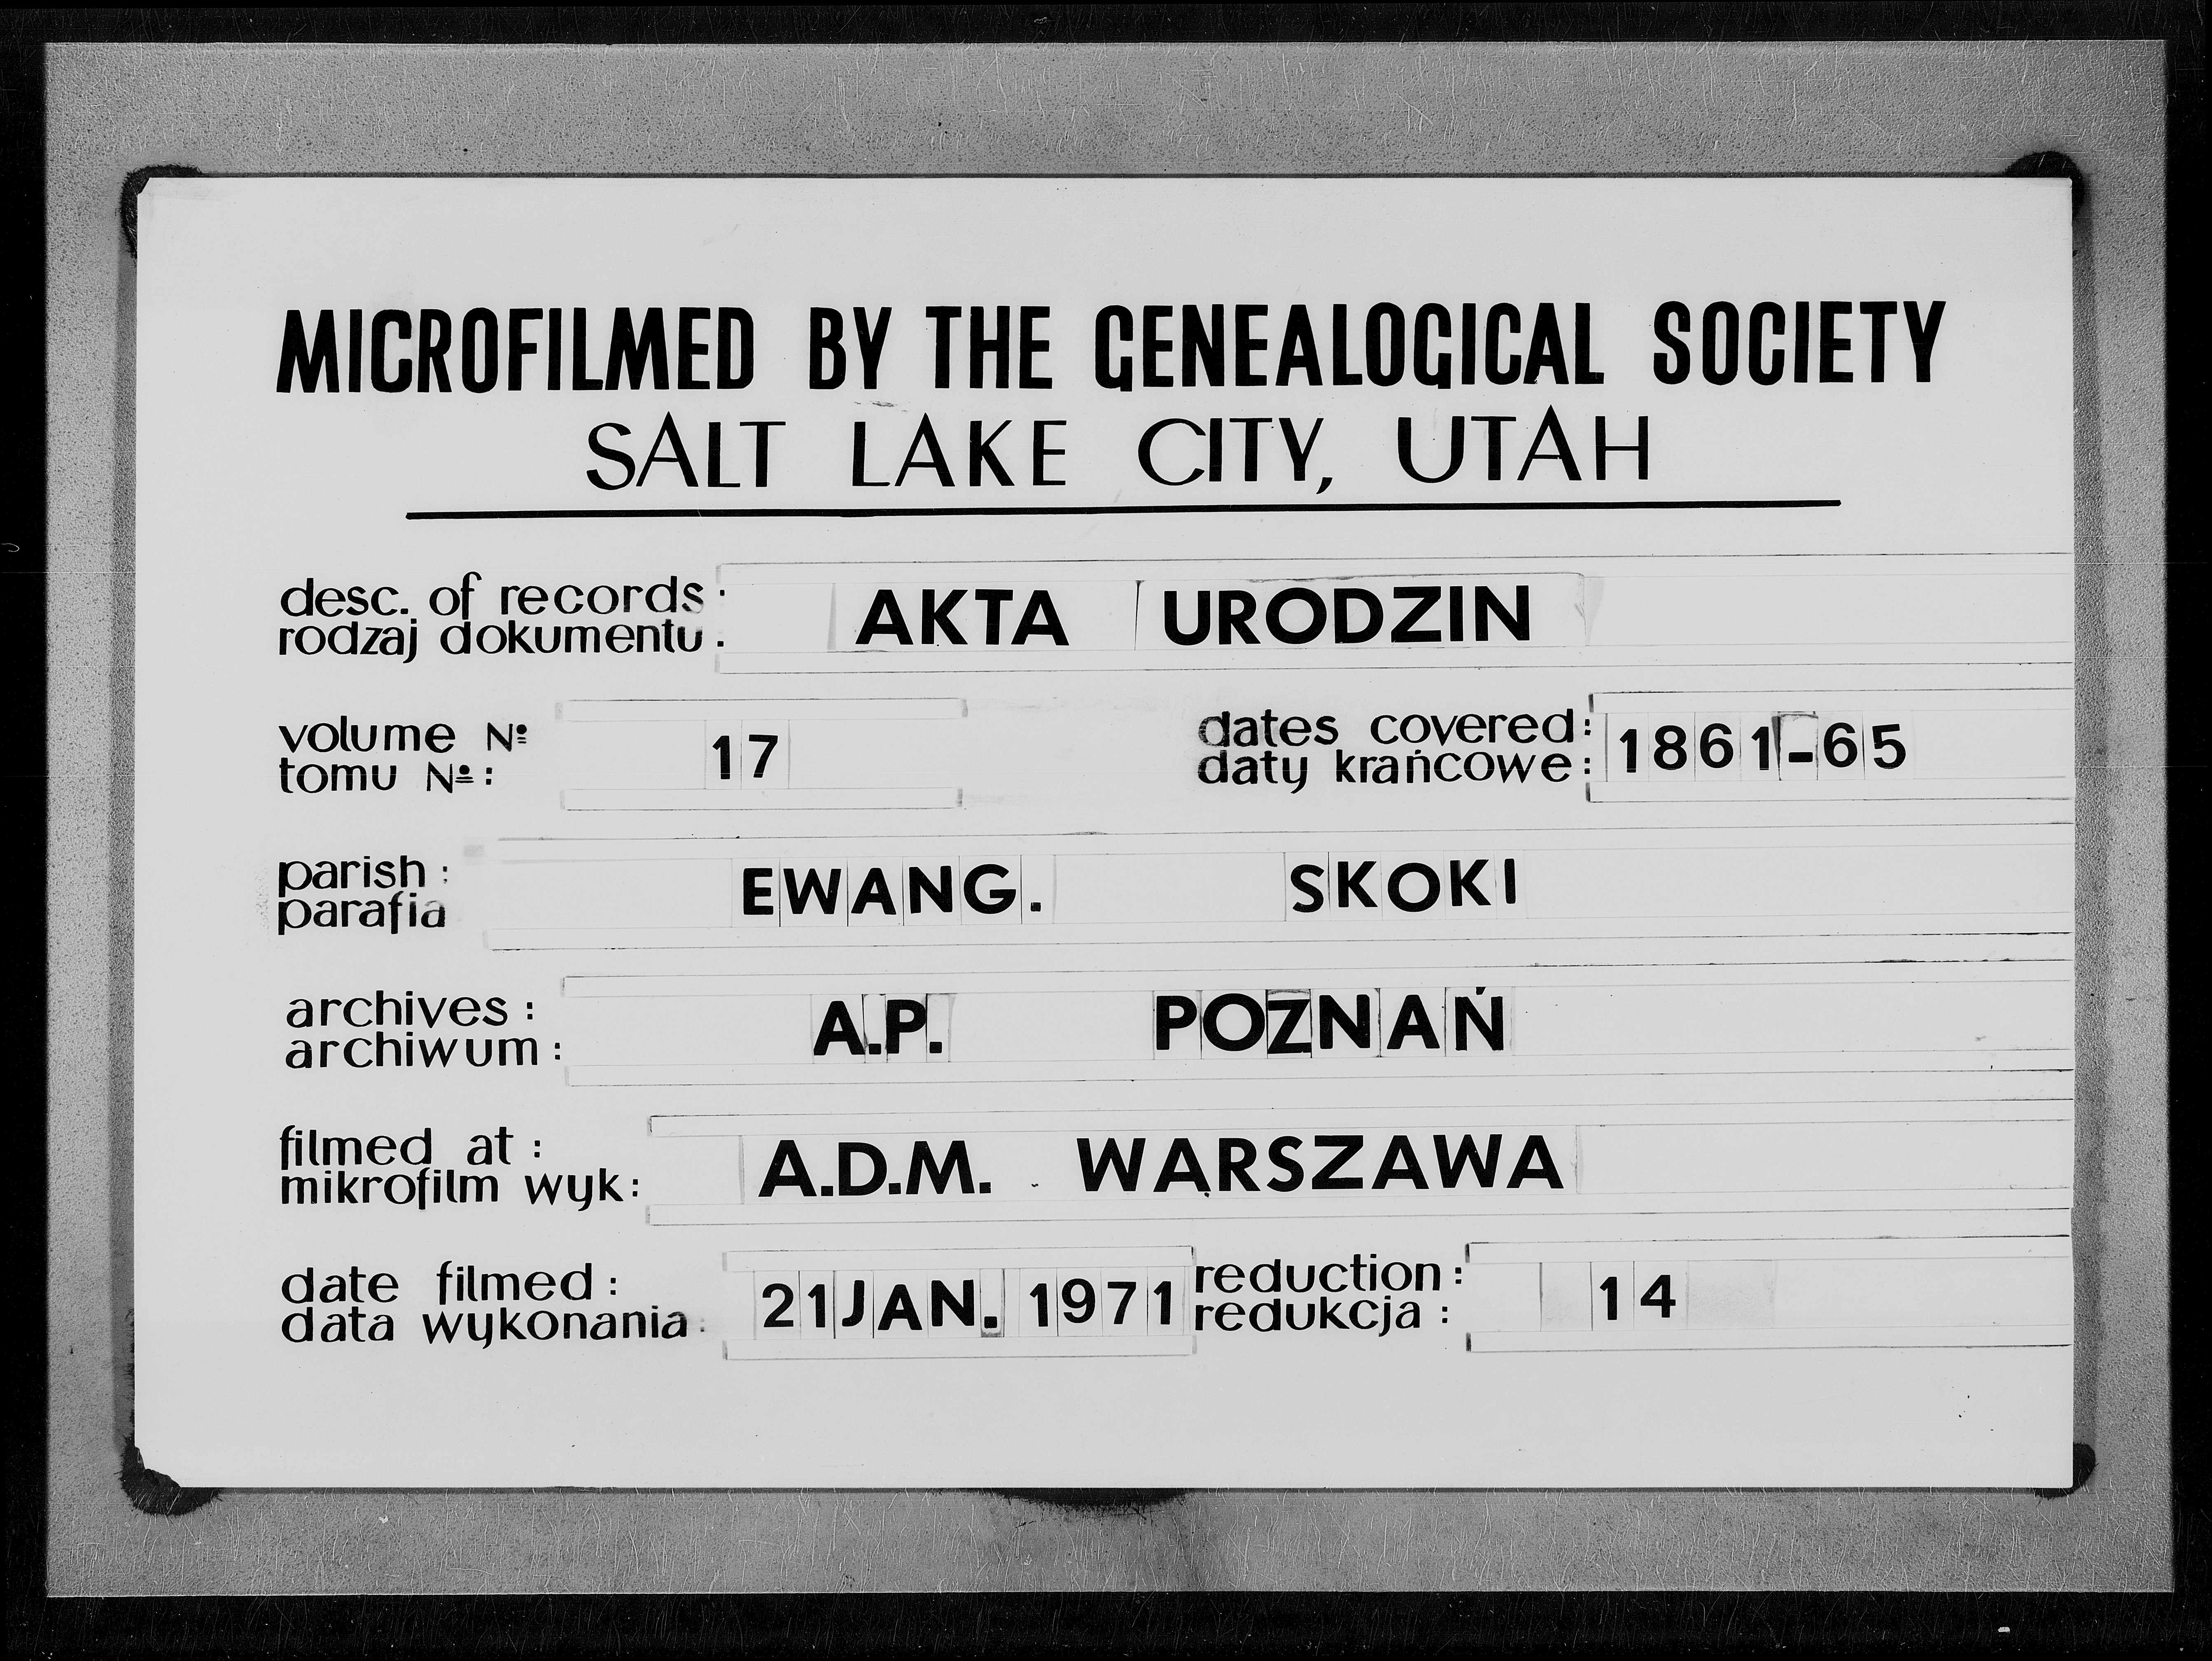 MICROFILMED BY THE GENEALOGICAL SOCIETY
SALT LAKE CITY, UTAH
desc. of records: AKTA URODZIN
rodzaj dokumentu:
volume Nº 17
tomu Nº:
dates covered: 1861-65
daty krańcowe:
parish: EWANG. SKOKI
parafia
archives: A.P. POZNAŃ
archiwum:
filmed at: A.D.M. WARSZAWA
mikrofilm wyk:
date filmed: 21 JAN. 1971
data wykonania:
reduction: 14
redukcja: